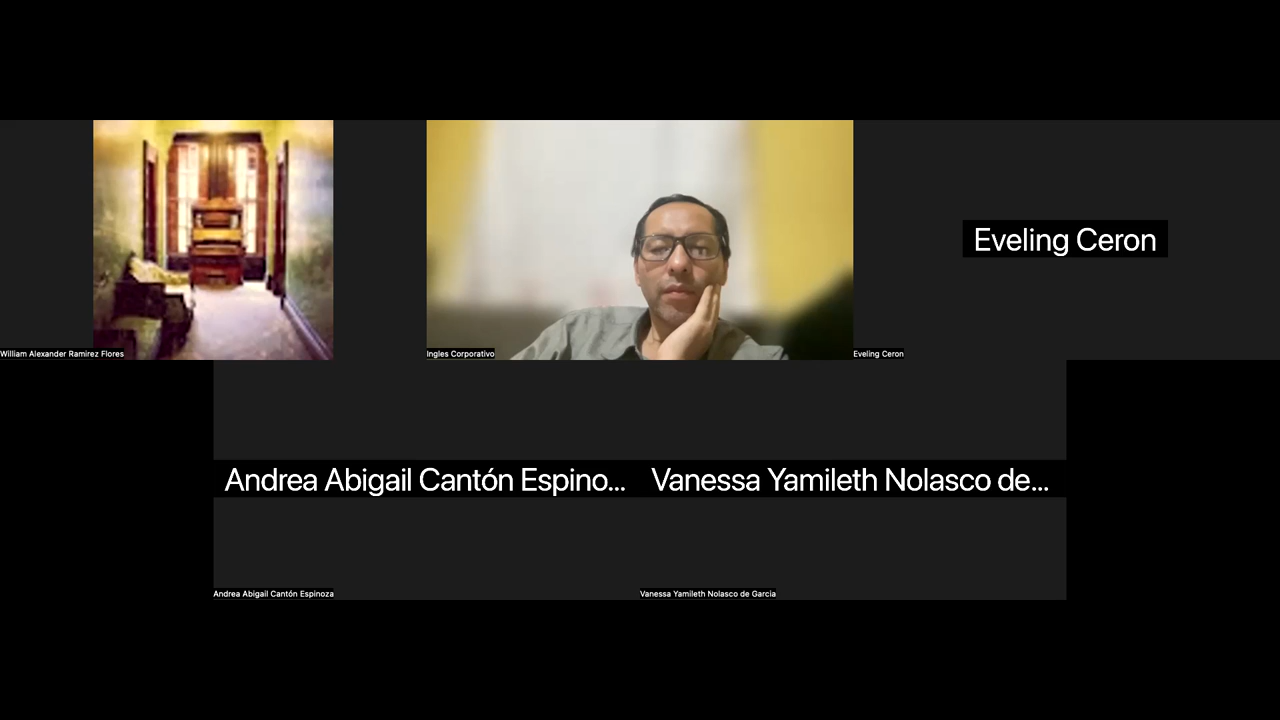 Eveling Ceron
William Alexander Ramirez Flores
Ingles Corporativo
Eveling Ceron
Andrea Abigail Cantón Espino...
Vanessa Yamileth Nolasco de...
Andrea Abigail Cantón Espinoza
Vanessa Yamileth Nolasco de Garcia